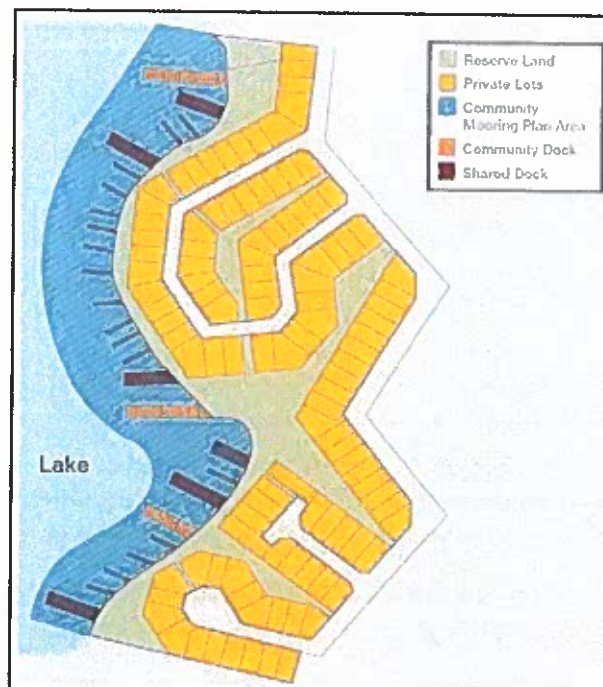 Reserve Land
Private Lots
Community
Mooring Plan Area
Community Dock
Shared Dock
Lake